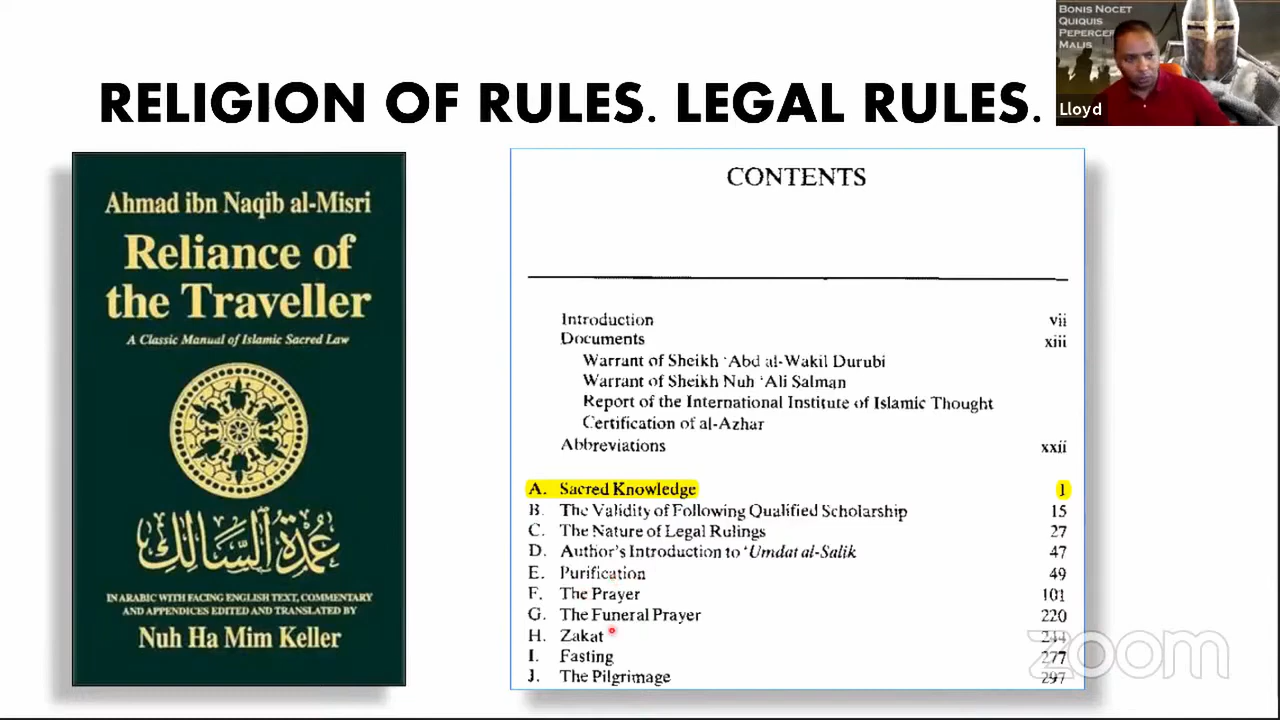 BONIS NOCET
QUIQUIS
PEPERCER
MALIS
Lloyd
RELIGION OF RULES. LEGAL RULES.
Ahmad ibn Naqib al-Misri
Reliance of
the Traveller
A Classic Manual of Islamic Sacred Law
عمدة السالك
IN ARABIC WITH FACING ENGLISH TEXT, COMMENTARY
AND APPENDICES EDITED AND TRANSLATED BY
Nuh Ha Mim Keller
CONTENTS
Introduction vii
Documents xiii
Warrant of Sheikh ‘Abd al-Wakil Durubi
Warrant of Sheikh Nuh ‘Ali Salman
Report of the International Institute of Islamic Thought
Certification of al-Azhar
Abbreviations xxii
A. Sacred Knowledge 1
B. The Validity of Following Qualified Scholarship 15
C. The Nature of Legal Rulings 27
D. Author's Introduction to ‘Umdat al-Salik 47
E. Purification 49
F. The Prayer 101
G. The Funeral Prayer 220
H. Zakat 244
I. Fasting 277
J. The Pilgrimage 297
zoom